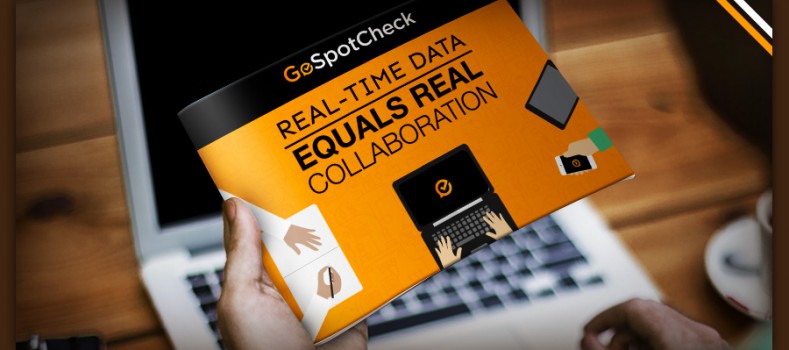 GoSpotCheck
REAL-TIME DATA
EQUALS REAL
COLLABORATION